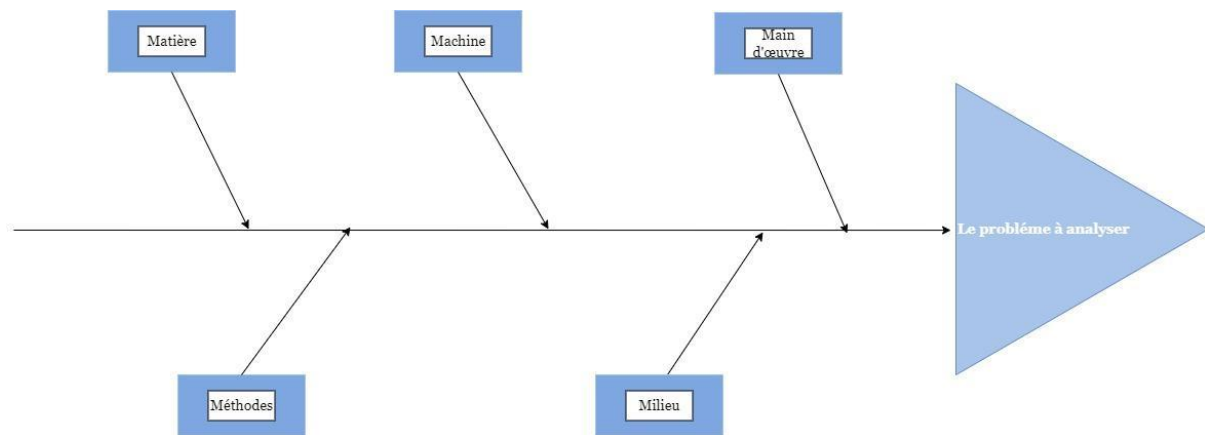 Matière
Machine
Main
d'œuvre
Le probléme à analyser
Méthodes
Milieu